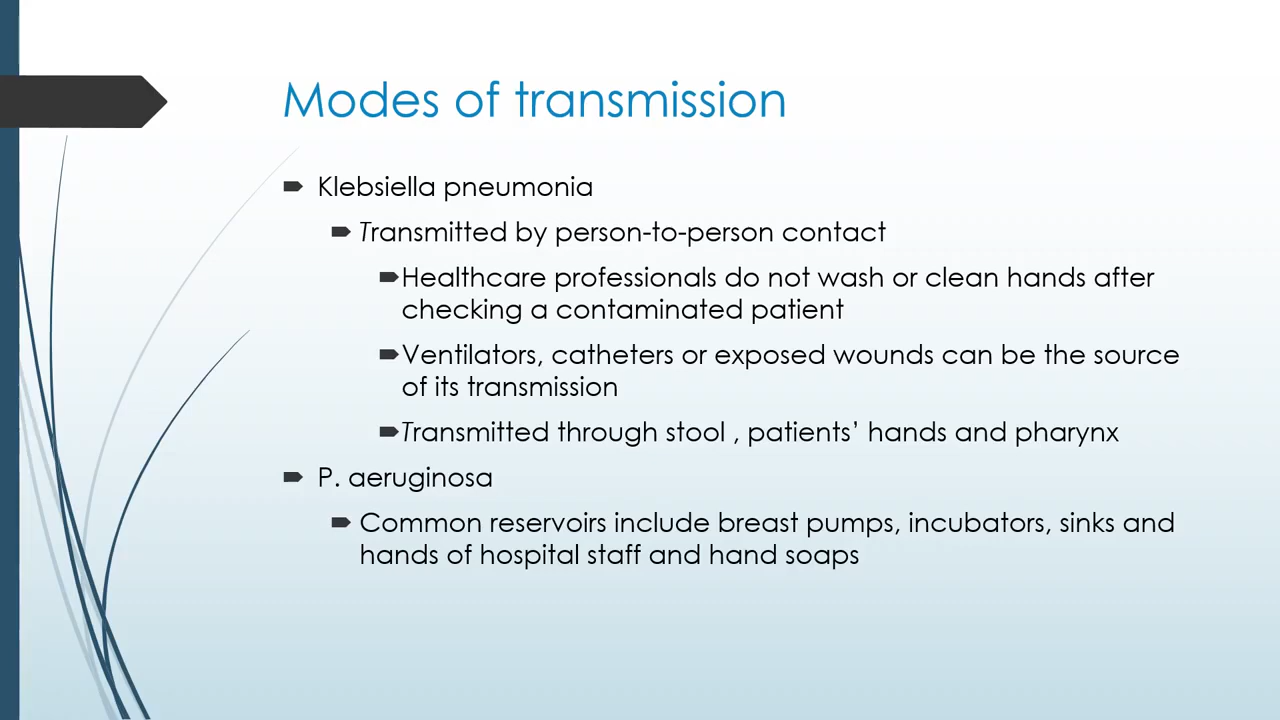 Modes of transmission
Klebsiella pneumonia
Transmitted by person-to-person contact
Healthcare professionals do not wash or clean hands after
checking a contaminated patient
Ventilators, catheters or exposed wounds can be the source
of its transmission
Transmitted through stool , patients’ hands and pharynx
P. aeruginosa
Common reservoirs include breast pumps, incubators, sinks and
hands of hospital staff and hand soaps